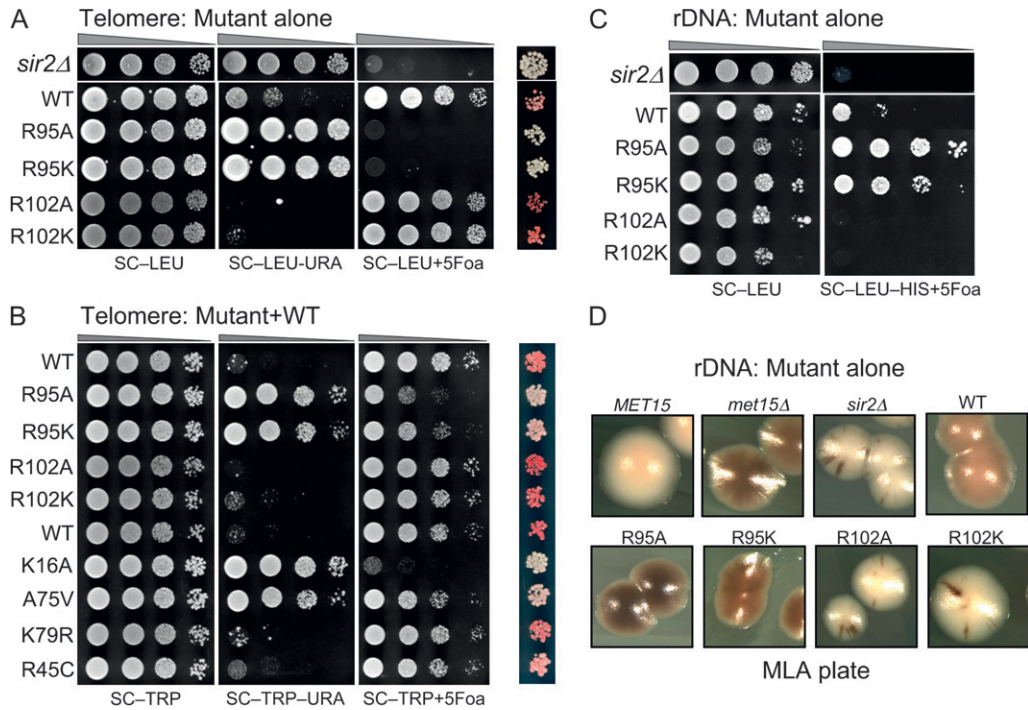 A Telomere: Mutant alone
sir2Δ
WT
R95A
R95K
R102A
R102K
SC–LEU SC–LEU-URA SC–LEU+5Foa
B Telomere: Mutant+WT
WT
R95A
R95K
R102A
R102K
WT
K16A
A75V
K79R
R45C
SC–TRP SC–TRP–URA SC–TRP+5Foa
C rDNA: Mutant alone
sir2Δ
WT
R95A
R95K
R102A
R102K
SC–LEU SC–LEU–HIS+5Foa
D
rDNA: Mutant alone
MET15 met15Δ sir2Δ WT
R95A R95K R102A R102K
MLA plate